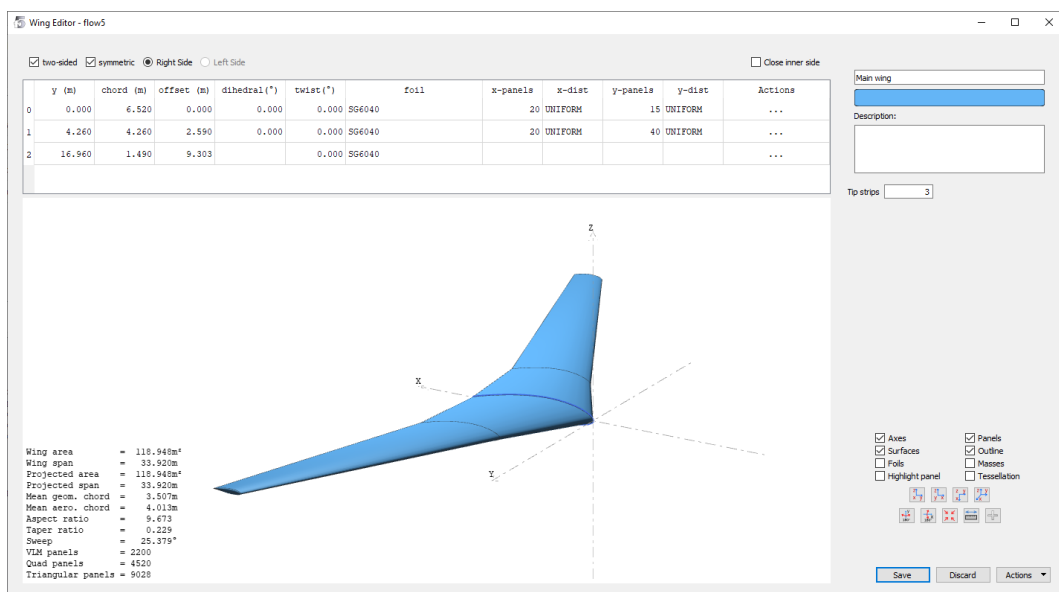 Wing Editor - flow5
two-sided symmetric Right Side Left Side Close inner side
y (m) chord (m) offset (m) dihedral(°) twist(°) foil x-panels x-dist y-panels y-dist Actions
0 0.000 6.520 0.000 0.000 0.000 SG6040 20 UNIFORM 15 UNIFORM ...
1 4.260 4.260 2.590 0.000 0.000 SG6040 20 UNIFORM 40 UNIFORM ...
2 16.960 1.490 9.303 0.000 SG6040 ...
Main wing
Description:
Tip strips 3
Z
X
Y
Wing area = 118.948m²
Wing span = 33.920m
Projected area = 118.948m²
Projected span = 33.920m
Mean geom. chord = 3.507m
Mean aero. chord = 4.013m
Aspect ratio = 9.673
Taper ratio = 0.229
Sweep = 25.379°
VLM panels = 2200
Quad panels = 4520
Triangular panels = 9028
Axes Panels
Surfaces Outline
Foils Masses
Highlight panel Tessellation
Save Discard Actions